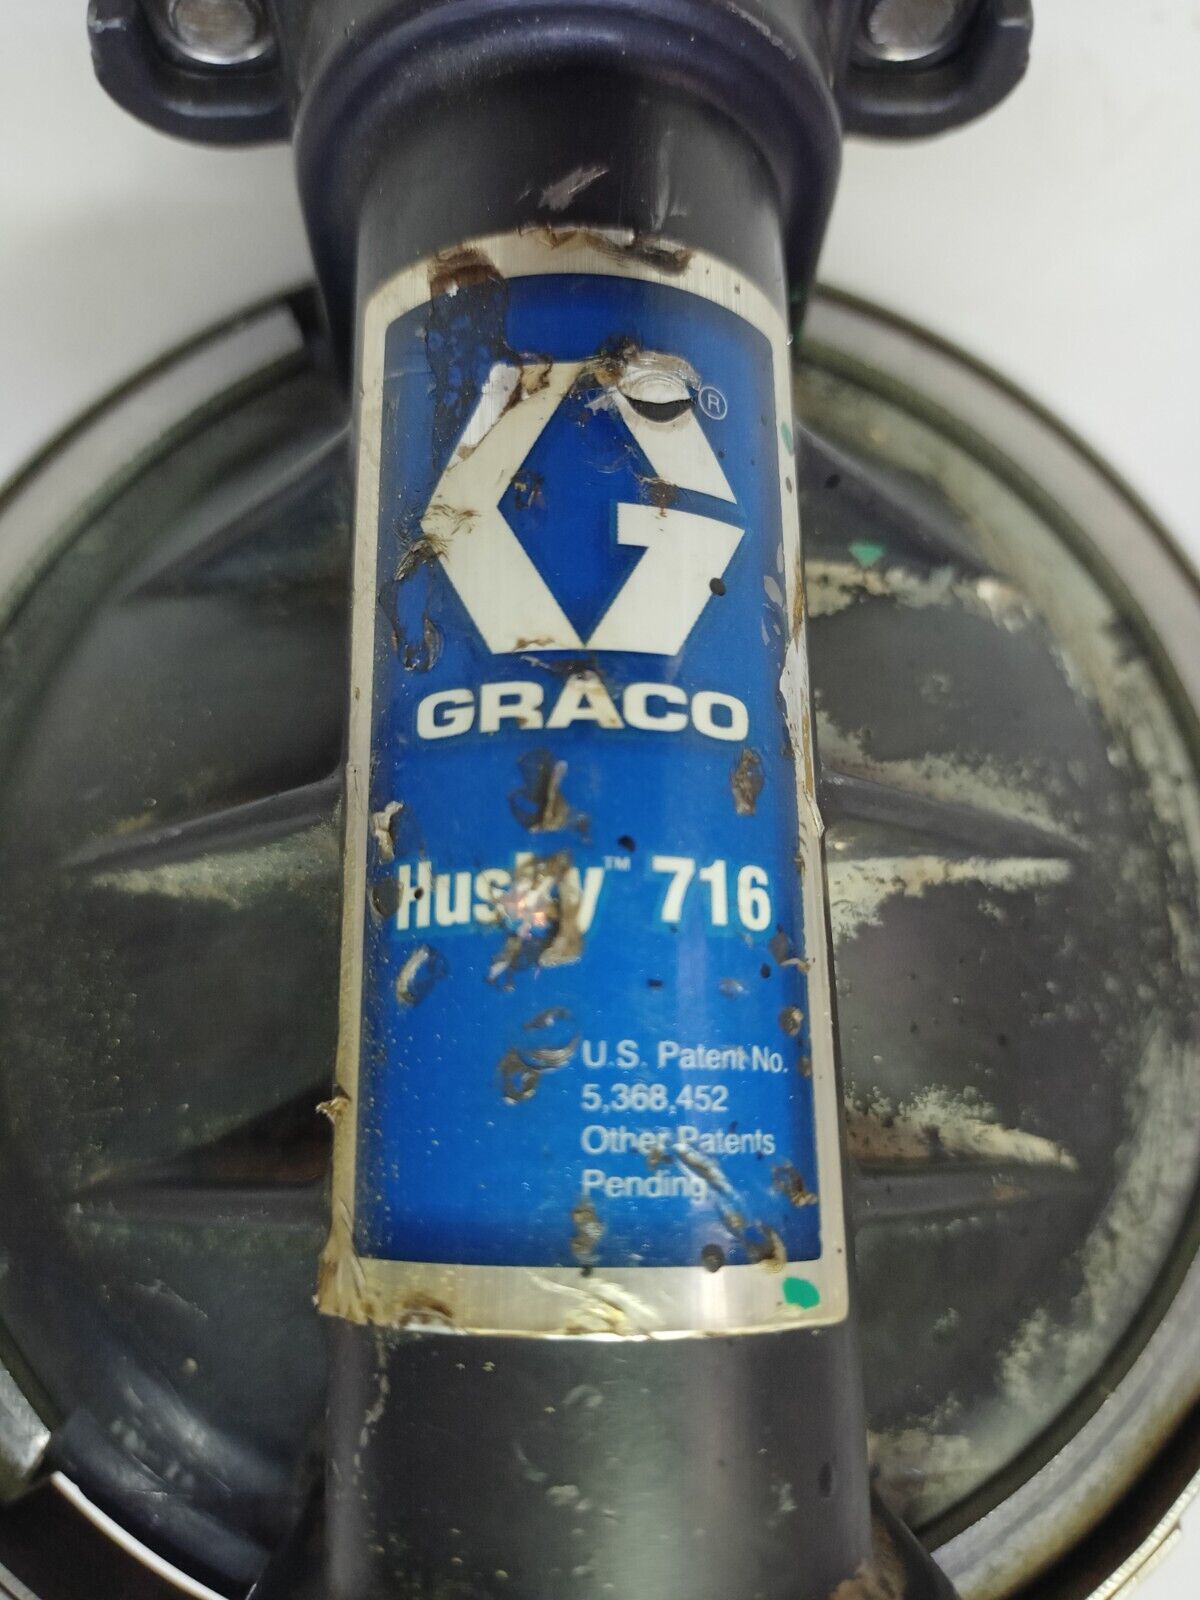 ®
GRACO
Husky™ 716
U.S. Patent No.
5,368,452
Other Patents
Pending